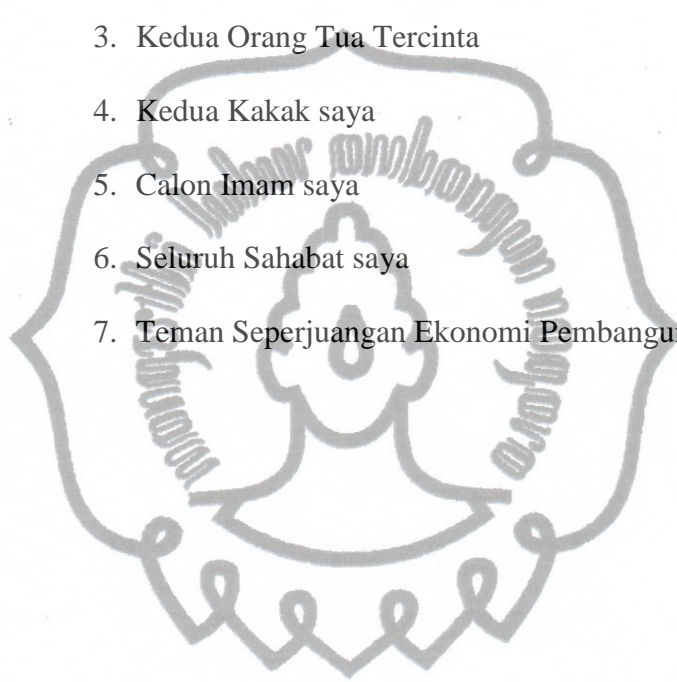 3. Kedua Orang Tua Tercinta
4. Kedua Kakak saya
5. Calon Imam saya
6. Seluruh Sahabat saya
7. Teman Seperjuangan Ekonomi